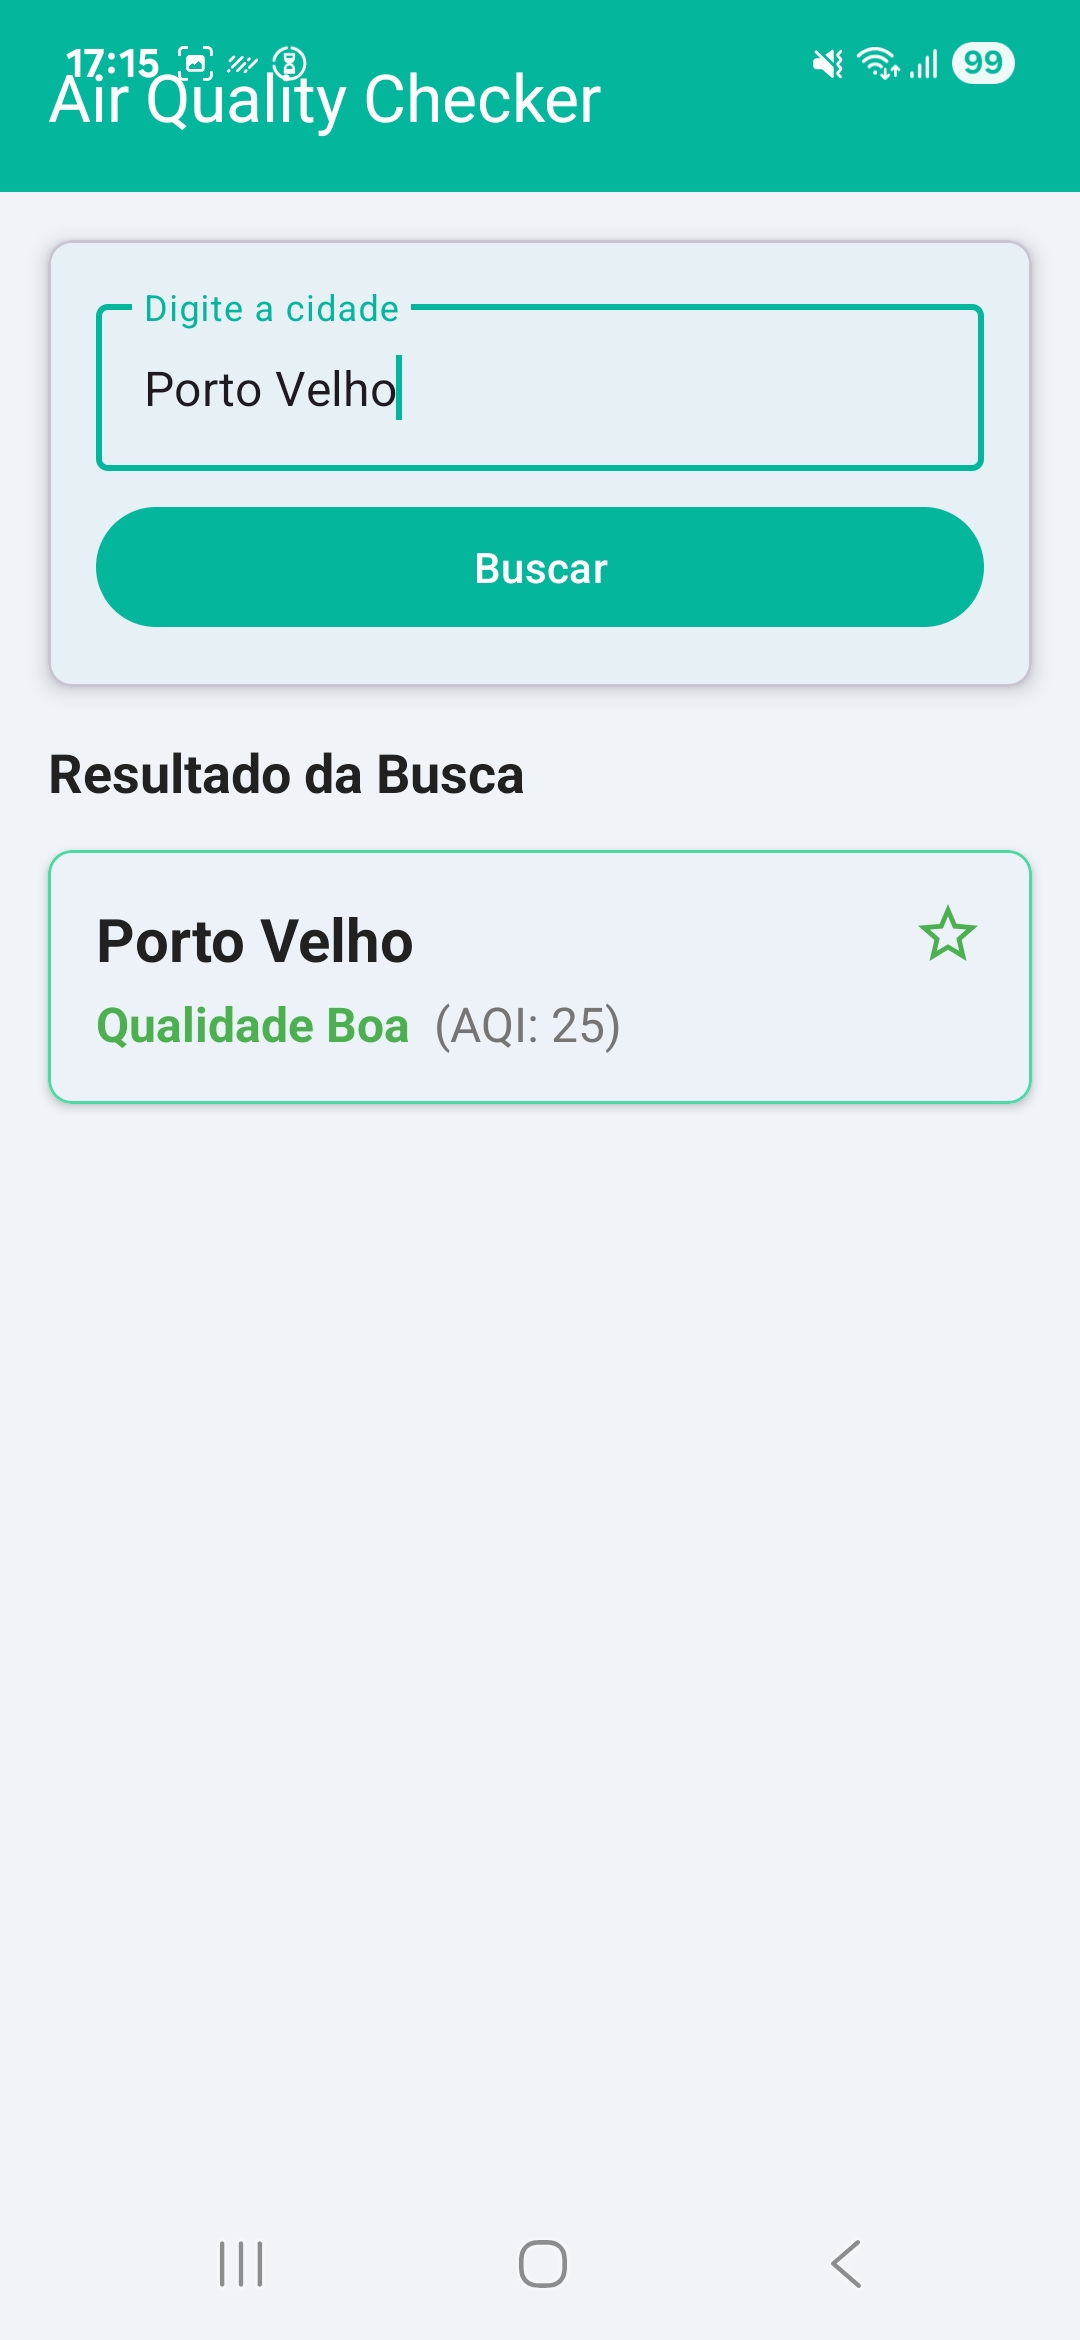 17:15
99
Air Quality Checker
Digite a cidade
Porto Velho
Buscar
Resultado da Busca
Porto Velho
Qualidade Boa (AQI: 25)